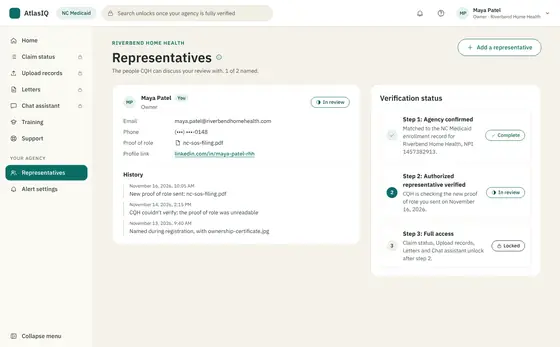 AtlasIQ
NC Medicaid
Search unlocks once your agency is fully verified
MP
Maya Patel
Owner · Riverbend Home Health
Home
Claim status
Upload records
Letters
Chat assistant
Training
Support
YOUR AGENCY
Representatives
Alert settings
Collapse menu
RIVERBEND HOME HEALTH
Representatives
The people CQH can discuss your review with. 1 of 2 named.
+ Add a representative
MP
Maya Patel
You
Owner
In review
Email
maya.patel@riverbendhomehealth.com
Phone
(•••) •••-0148
Proof of role
nc-sos-filing.pdf
Profile link
linkedin.com/in/maya-patel-rhh
History
November 16, 2026, 10:05 AM
New proof of role sent: nc-sos-filing.pdf
November 14, 2026, 2:15 PM
CQH couldn't verify: the proof of role was unreadable
November 13, 2026, 9:40 AM
Named during registration, with ownership-certificate.jpg
Verification status
Step 1: Agency confirmed
Matched to the NC Medicaid
enrollment record for
Riverbend Home Health, NPI
1457382913.
Complete
2
Step 2: Authorized
representative verified
CQH is checking the new
proof of role you sent on November
16, 2026.
In review
3
Step 3: Full access
Claim status, Upload records,
Letters and Chat assistant unlock
after step 2.
Locked